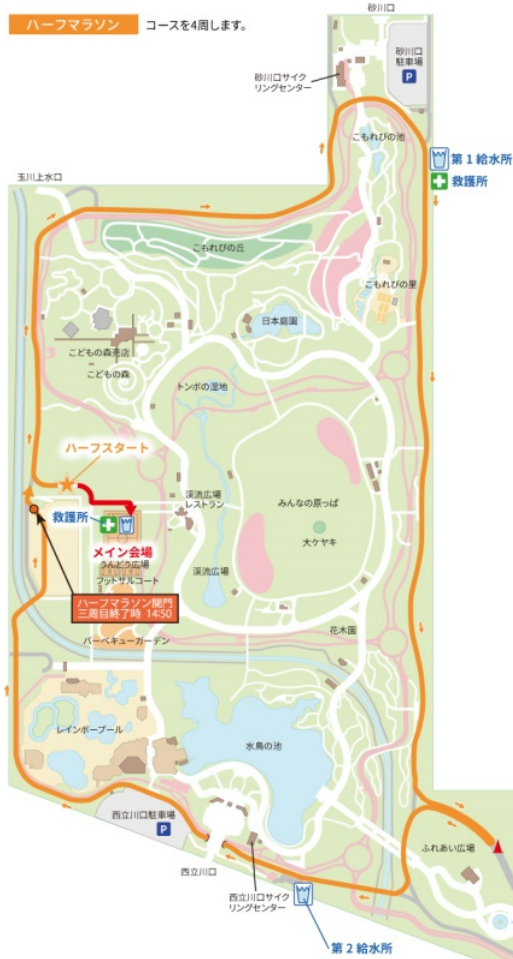 ハーフマラソン コースを4周します。
砂川口
砂川口
駐車場
P
砂川口サイク
リングセンター
こもれびの池
第1給水所
救護所
玉川上水口
こもれびの丘
こもれびの里
日本庭園
こどもの森売店
こどもの森
トンボの湿地
ハーフスタート
渓流広場
レストラン
みんなの原っぱ
救護所
大ケヤキ
メイン会場
うんどう広場
フットサルコート
渓流広場
ハーフマラソン関門
三周目終了時 14:50
花木園
バーベキューガーデン
レインボープール
水鳥の池
西立川口駐車場
P
ふれあい広場
西立川口
西立川口サイク
リングセンター
第2給水所